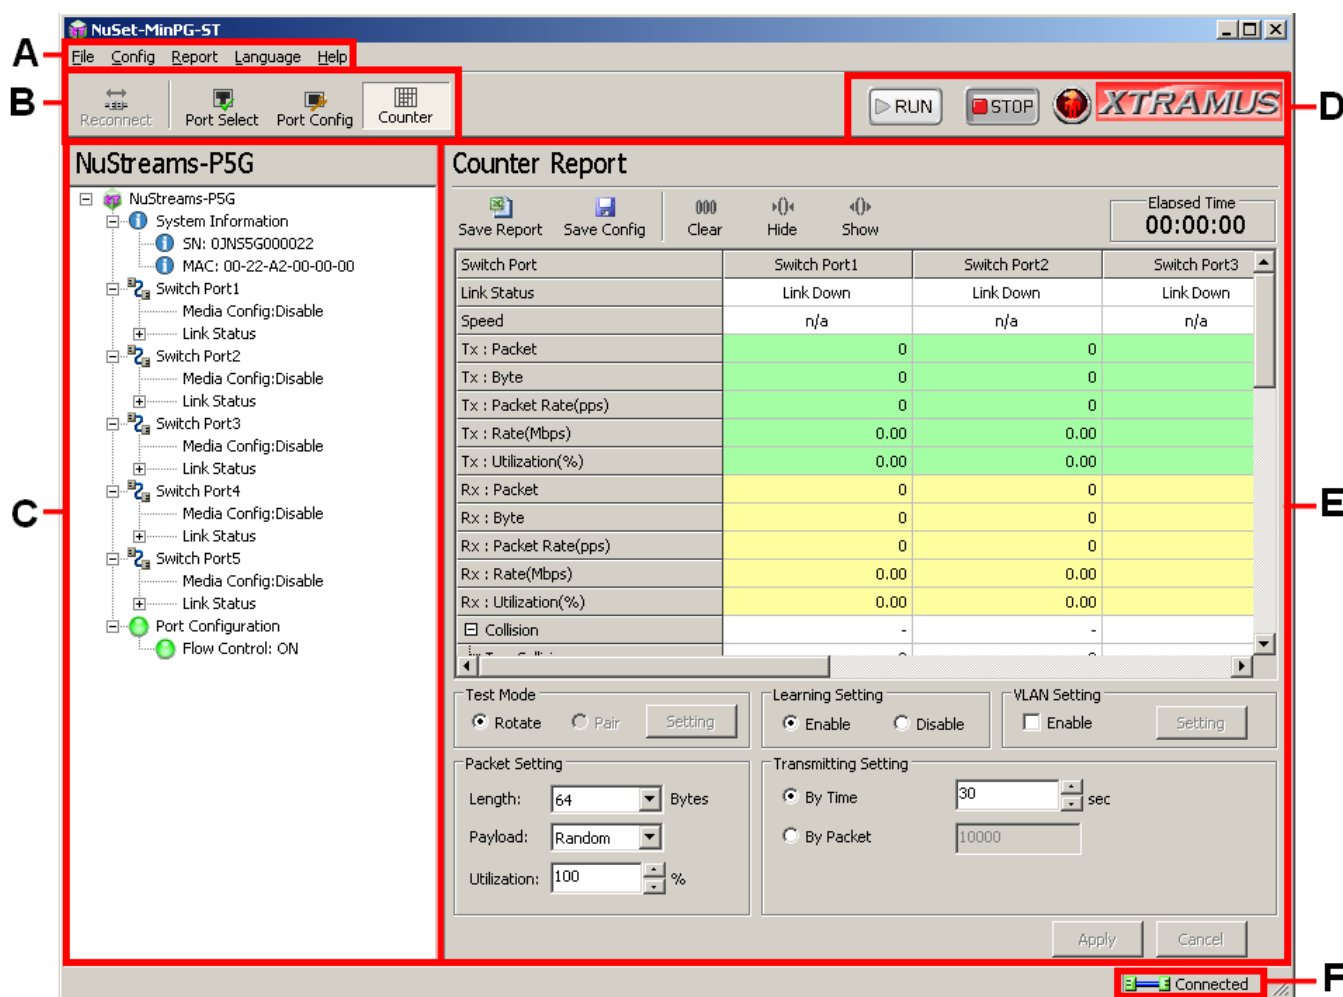 NuSet-MinPG-ST
A
File Config Report Language Help
B
Reconnect Port Select Port Config Counter
RUN STOP XTRAMUS
D
NuStreams-P5G
NuStreams-P5G
System Information
SN: 0JNS5G000022
MAC: 00-22-A2-00-00-00
Switch Port1
Media Config:Disable
Link Status
Switch Port2
Media Config:Disable
Link Status
Switch Port3
Media Config:Disable
Link Status
Switch Port4
Media Config:Disable
Link Status
Switch Port5
Media Config:Disable
Link Status
Port Configuration
Flow Control: ON
C
Counter Report
Save Report Save Config 000 Clear Hide Show
Elapsed Time
00:00:00
Switch Port Switch Port1 Switch Port2 Switch Port3
Link Status Link Down Link Down Link Down
Speed n/a n/a n/a
Tx : Packet 0 0
Tx : Byte 0 0
Tx : Packet Rate(pps) 0 0
Tx : Rate(Mbps) 0.00 0.00
Tx : Utilization(%) 0.00 0.00
Rx : Packet 0 0
Rx : Byte 0 0
Rx : Packet Rate(pps) 0 0
Rx : Rate(Mbps) 0.00 0.00
Rx : Utilization(%) 0.00 0.00
Collision - -
E
Test Mode
Rotate Pair Setting
Learning Setting
Enable Disable
VLAN Setting
Enable Setting
Packet Setting
Length: 64 Bytes
Payload: Random
Utilization: 100 %
Transmitting Setting
By Time 30 sec
By Packet 10000
Apply Cancel
Connected
F